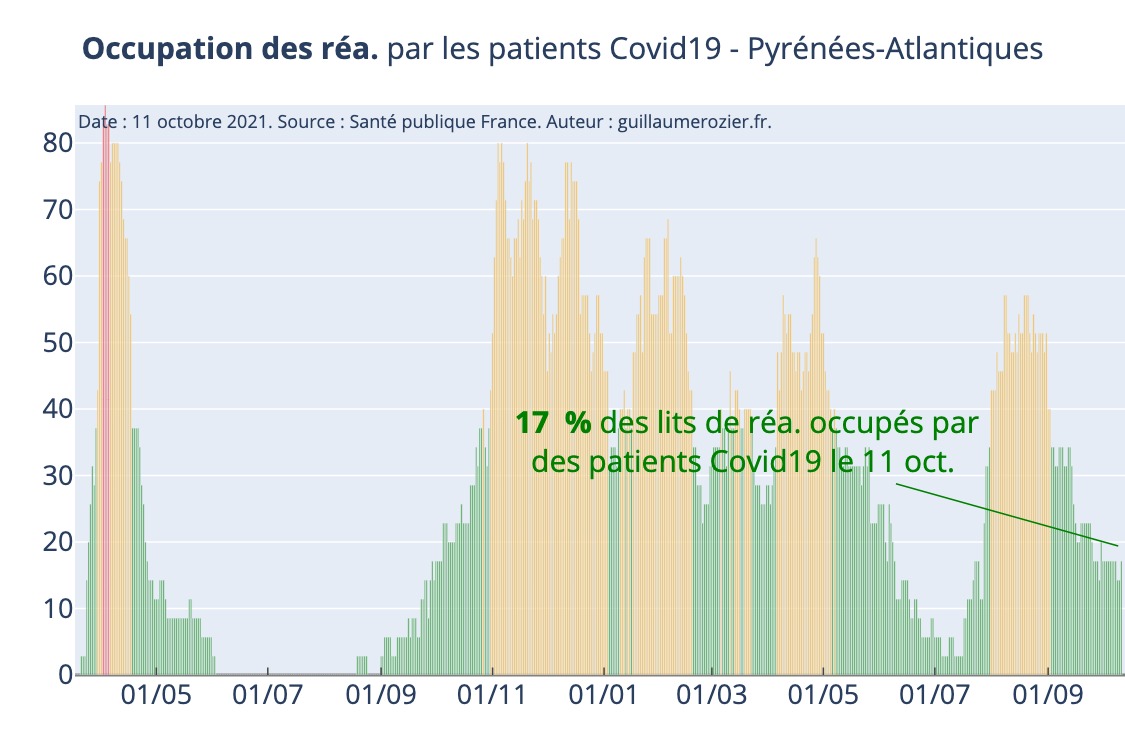 Occupation des réa. par les patients Covid19 - Pyrénées-Atlantiques
Date : 11 octobre 2021. Source : Santé publique France. Auteur : guillaumerozier.fr.
80
70
60
50
40
17 % des lits de réa. occupés par
des patients Covid19 le 11 oct.
30
20
10
0
01/05 01/07 01/09 01/11 01/01 01/03 01/05 01/07 01/09